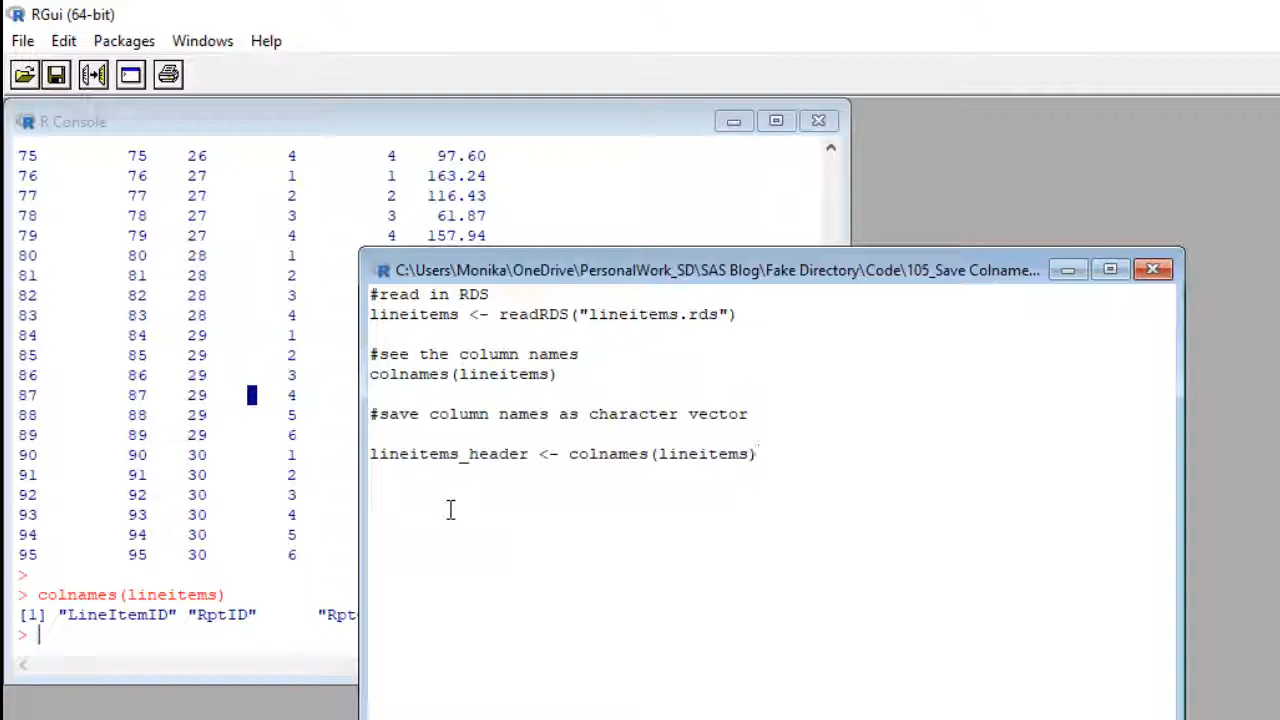 RGui (64-bit)
File Edit Packages Windows Help
R Console
75 75 26 4 4 97.60
76 76 27 1 1 163.24
77 77 27 2 2 116.43
78 78 27 3 3 61.87
79 79 27 4 4 157.94
80 80 28 1
81 81 28 2
82 82 28 3
83 83 28 4
84 84 29 1
85 85 29 2
86 86 29 3
87 87 29 4
88 88 29 5
89 89 29 6
90 90 30 1
91 91 30 2
92 92 30 3
93 93 30 4
94 94 30 5
95 95 30 6
>
> colnames(lineitems)
[1] "LineItemID" "RptID" "Rpt
>
C:\Users\Monika\OneDrive\PersonalWork_SD\SAS Blog\Fake Directory\Code\105_Save Colname...
#read in RDS
lineitems <- readRDS("lineitems.rds")
#see the column names
colnames(lineitems)
#save column names as character vector
lineitems_header <- colnames(lineitems)